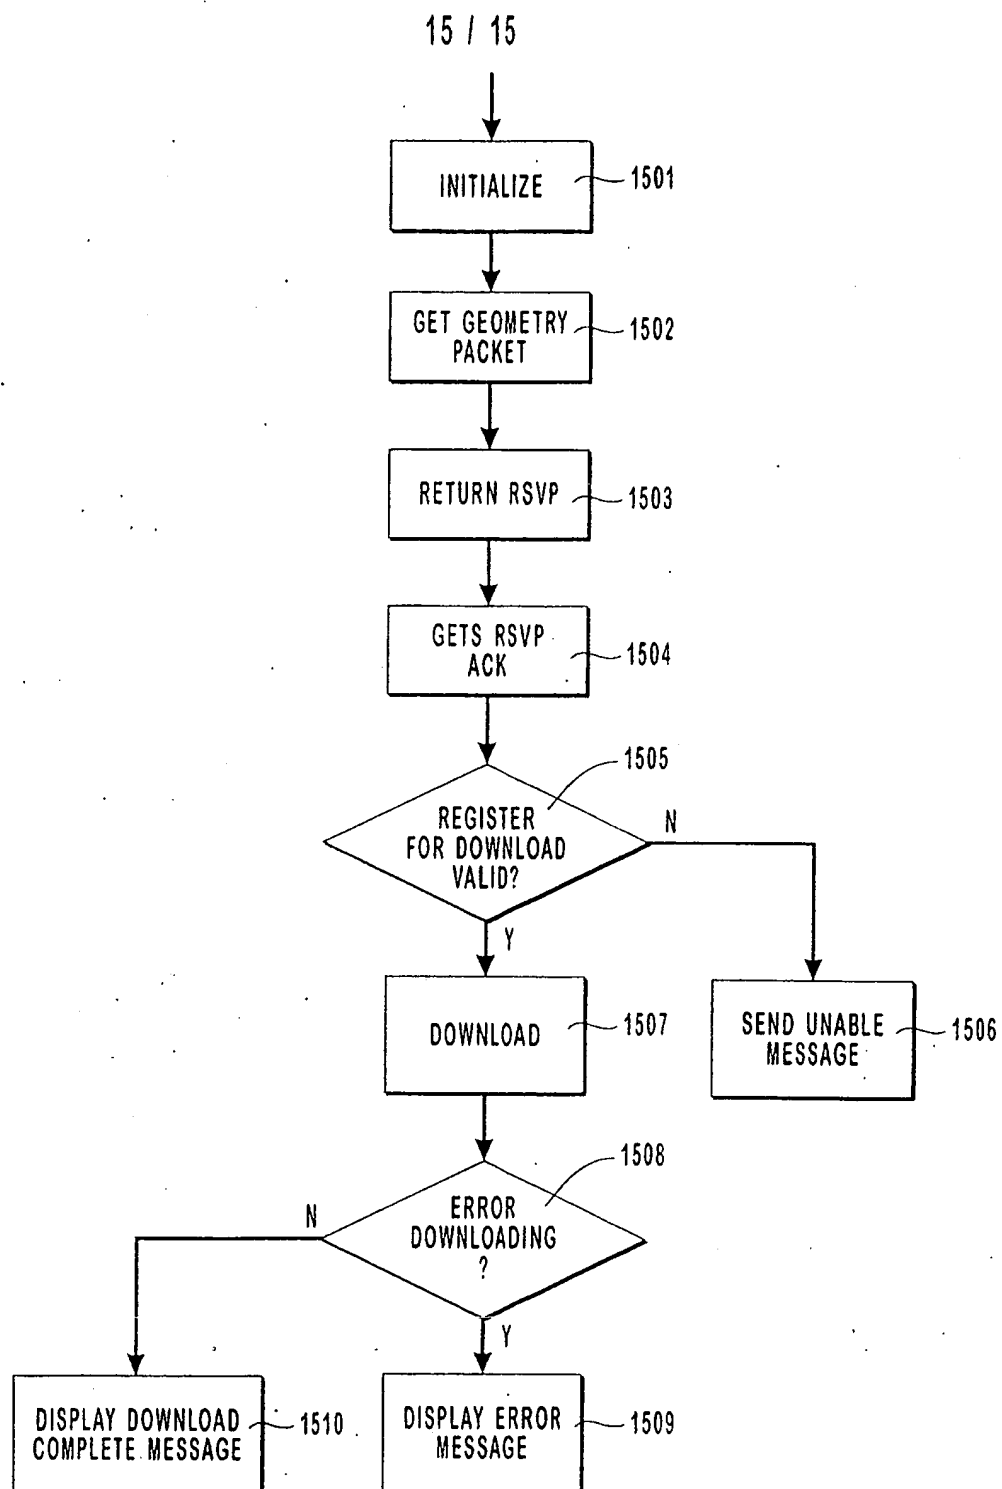 15 / 15
INITIALIZE
1501
GET GEOMETRY
PACKET
1502
RETURN RSVP
1503
GETS RSVP
ACK
1504
1505
REGISTER
FOR DOWNLOAD
VALID?
N
Y
DOWNLOAD
1507
SEND UNABLE
MESSAGE
1506
1508
ERROR
DOWNLOADING
?
N
Y
DISPLAY DOWNLOAD
COMPLETE MESSAGE
1510
DISPLAY ERROR
MESSAGE
1509